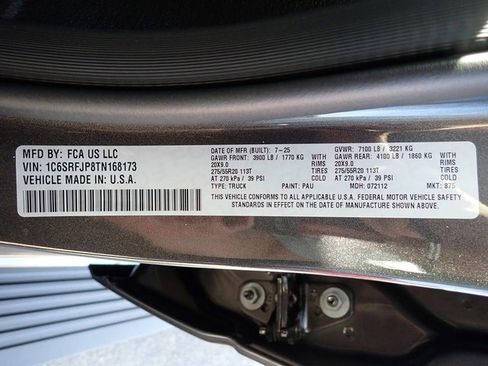 MFD BY: FCA US LLC
VIN: 1C6SRFJP8TN168173
VEHICLE MADE IN U.S.A.
DATE OF MFR (BUILT): 7-25 GVWR: 7100 LB / 3221 KG
GAWR FRONT: 3900 LB / 1770 KG WITH GAWR REAR: 4100 LB / 1860 KG WITH
20X9.0 RIMS 20X9.0 RIMS
275/55R20 113T TIRES 275/55R20 113T TIRES
AT 270 kPa / 39 PSI COLD AT 270 kPa / 39 PSI COLD
TYPE: TRUCK PAINT: PAU MDH: 072112 MKT: 875
THIS VEHICLE CONFORMS TO ALL APPLICABLE U.S.A. FEDERAL MOTOR VEHICLE SAFETY
STANDARDS IN EFFECT ON THE DATE OF MANUFACTURE SHOWN ABOVE.